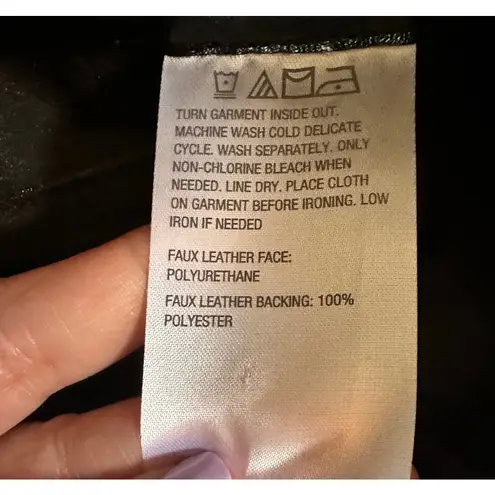 TURN GARMENT INSIDE OUT.
MACHINE WASH COLD DELICATE
CYCLE. WASH SEPARATELY. ONLY
NON-CHLORINE BLEACH WHEN
NEEDED. LINE DRY. PLACE CLOTH
ON GARMENT BEFORE IRONING. LOW
IRON IF NEEDED
FAUX LEATHER FACE:
POLYURETHANE
FAUX LEATHER BACKING: 100%
POLYESTER